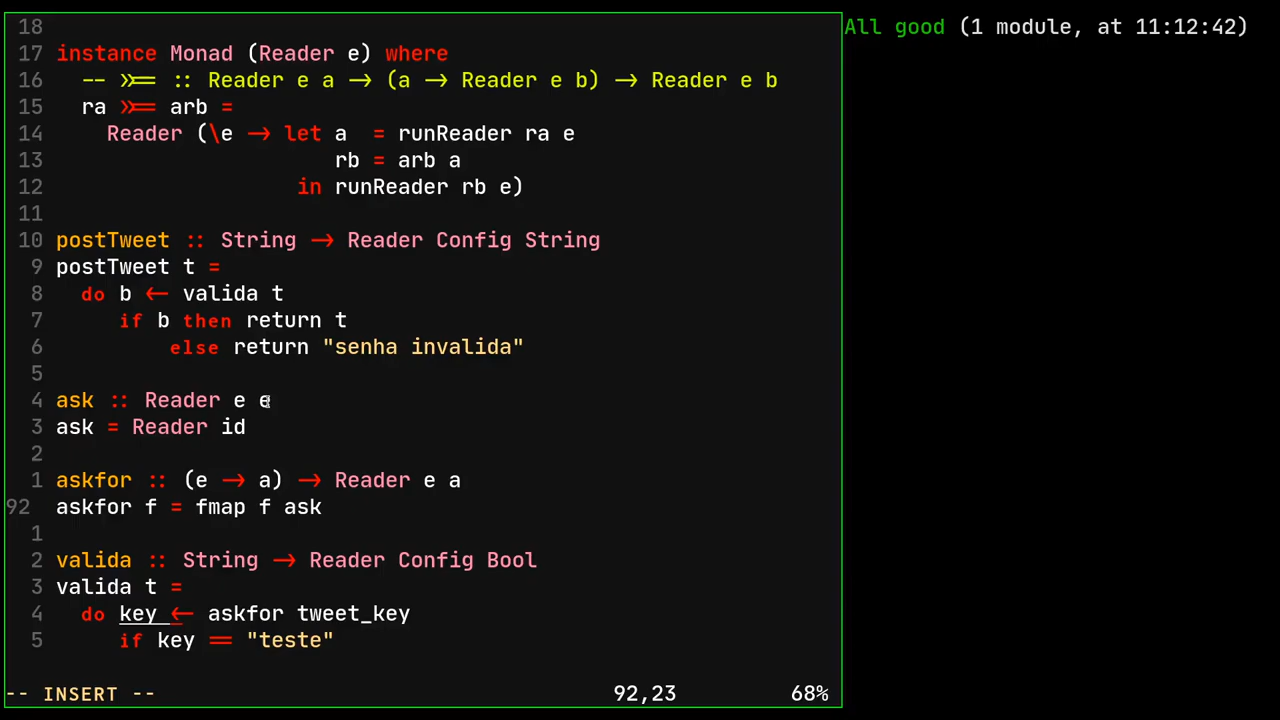 18
17 instance Monad (Reader e) where
16   -- >>= :: Reader e a -> (a -> Reader e b) -> Reader e b
15   ra >>= arb =
14     Reader (\e -> let a  = runReader ra e
13                       rb = arb a
12                    in runReader rb e)
11
10 postTweet :: String -> Reader Config String
9 postTweet t =
8   do b <- valida t
7      if b then return t
6          else return "senha invalida"
5
4 ask :: Reader e e
3 ask = Reader id
2
1 askfor :: (e -> a) -> Reader e a
92 askfor f = fmap f ask
1
2 valida :: String -> Reader Config Bool
3 valida t =
4   do key <- askfor tweet_key
5      if key == "teste"
-- INSERT -- 92,23 68%
All good (1 module, at 11:12:42)